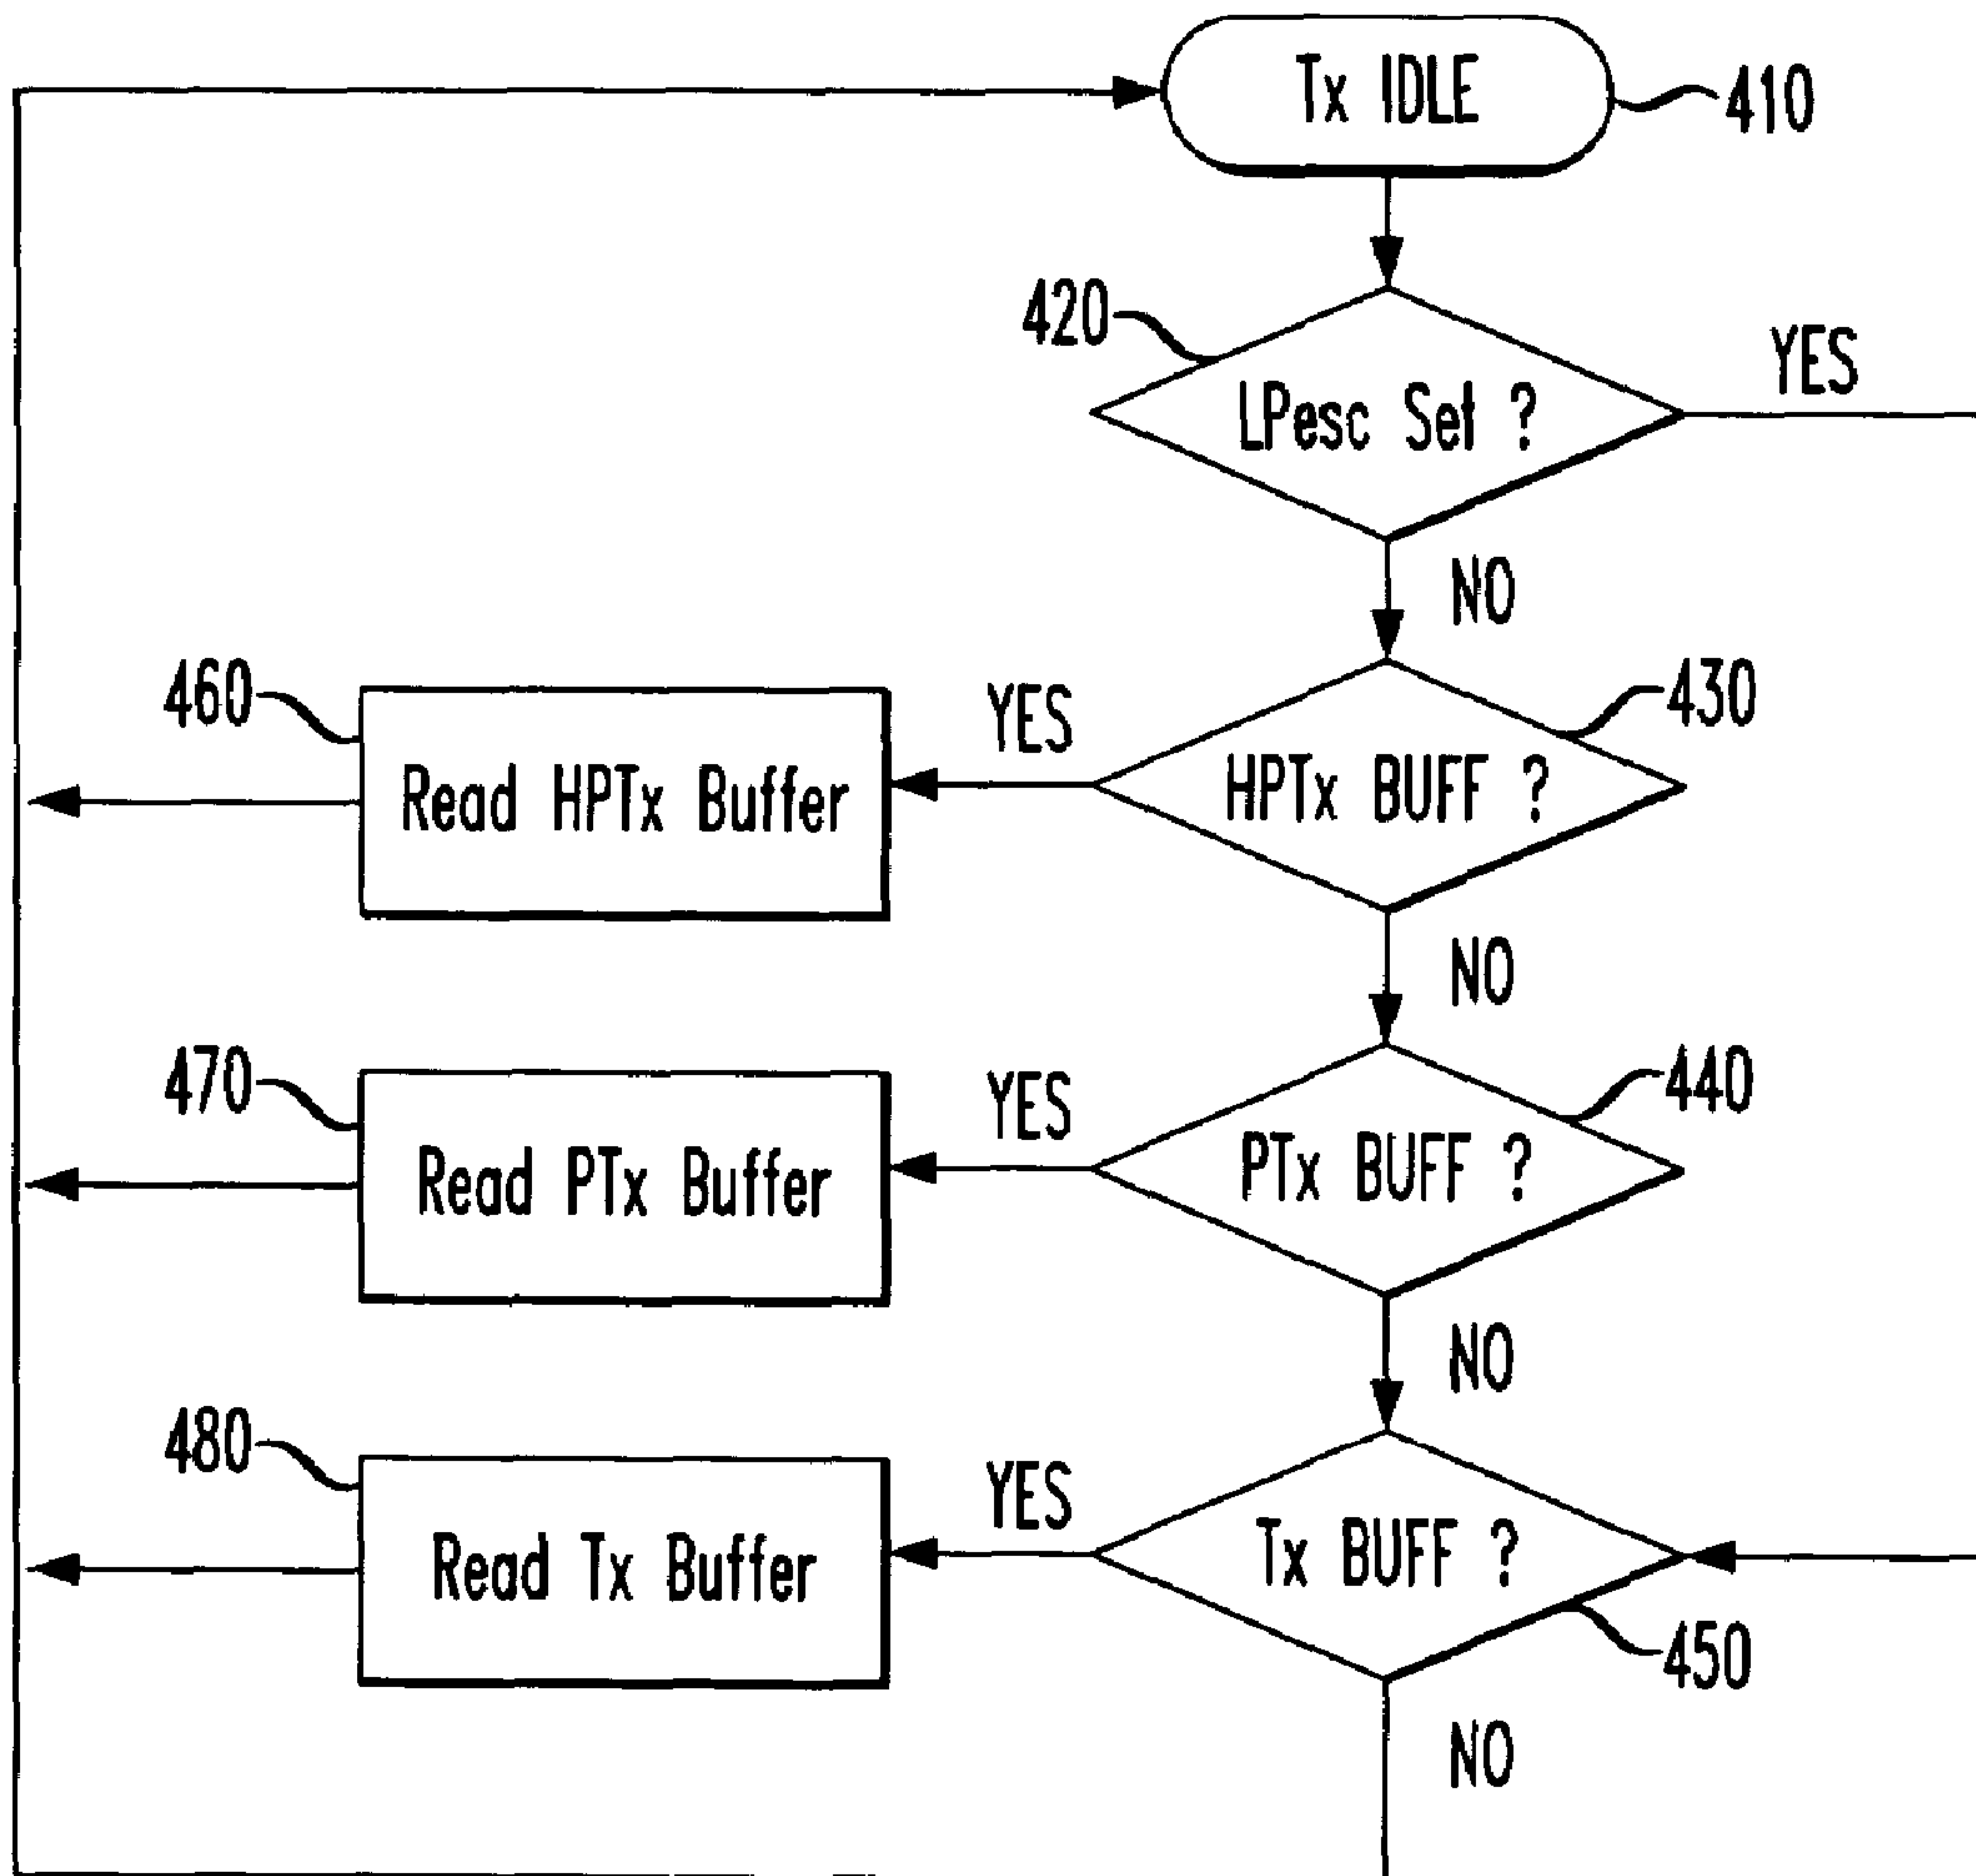 Tx IDLE
410
420
LPesc Set ?
YES
NO
460
Read HPTx Buffer
YES
HPTx BUFF ?
430
NO
470
Read PTx Buffer
YES
PTx BUFF ?
440
NO
480
Read Tx Buffer
YES
Tx BUFF ?
450
NO